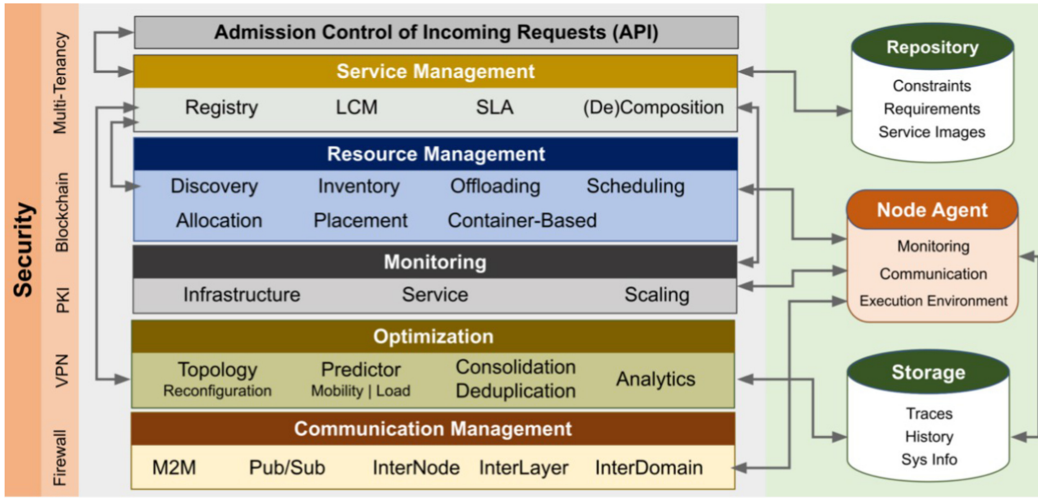 Security
Multi-Tenancy
Blockchain
PKI
VPN
Firewall
Admission Control of Incoming Requests (API)
Service Management
Registry LCM SLA (De)Composition
Resource Management
Discovery Inventory Offloading Scheduling
Allocation Placement Container-Based
Monitoring
Infrastructure Service Scaling
Optimization
Topology Predictor Consolidation Analytics
Reconfiguration Mobility | Load Deduplication
Communication Management
M2M Pub/Sub InterNode InterLayer InterDomain
Repository
Constraints
Requirements
Service Images
Node Agent
Monitoring
Communication
Execution Environment
Storage
Traces
History
Sys Info